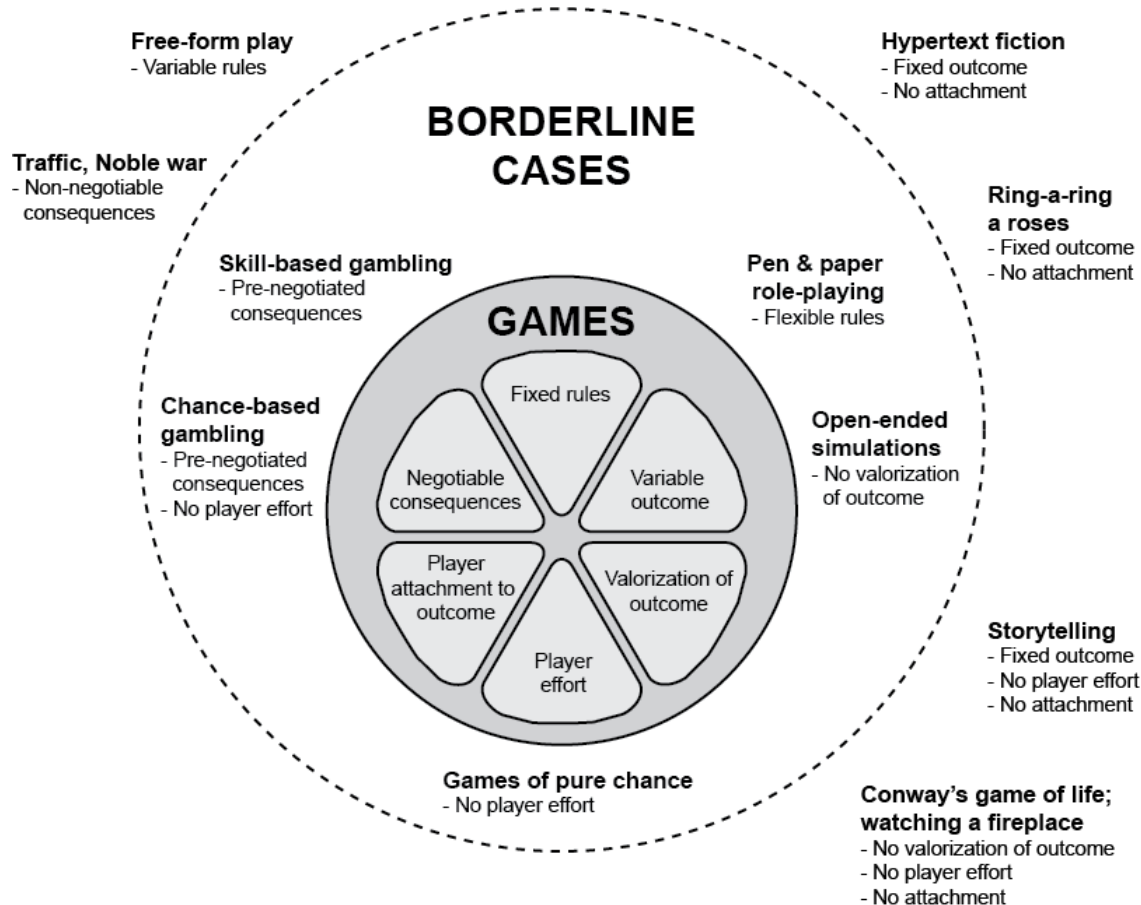 Free-form play
- Variable rules
Hypertext fiction
- Fixed outcome
- No attachment
BORDERLINE
CASES
Traffic, Noble war
- Non-negotiable
consequences
Ring-a-ring
a roses
- Fixed outcome
- No attachment
Skill-based gambling
- Pre-negotiated
consequences
Pen & paper
role-playing
- Flexible rules
GAMES
Fixed rules
Chance-based
gambling
- Pre-negotiated
consequences
- No player effort
Negotiable
consequences
Variable
outcome
Open-ended
simulations
- No valorization
of outcome
Player
attachment to
outcome
Valorization of
outcome
Player
effort
Storytelling
- Fixed outcome
- No player effort
- No attachment
Games of pure chance
- No player effort
Conway's game of life;
watching a fireplace
- No valorization of outcome
- No player effort
- No attachment